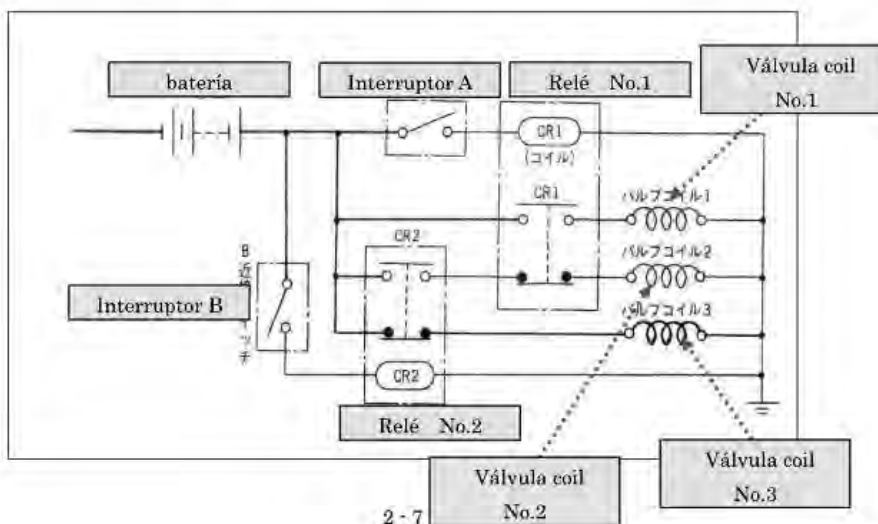 batería
Interruptor A
Relé No.1
Válvula coil
No.1
CR1
(コイル)
CR1
バルブコイル1
CR2
バルブコイル2
Interruptor B
バルブコイル3
CR2
Relé No.2
Válvula coil
No.2
Válvula coil
No.3
2 - 7